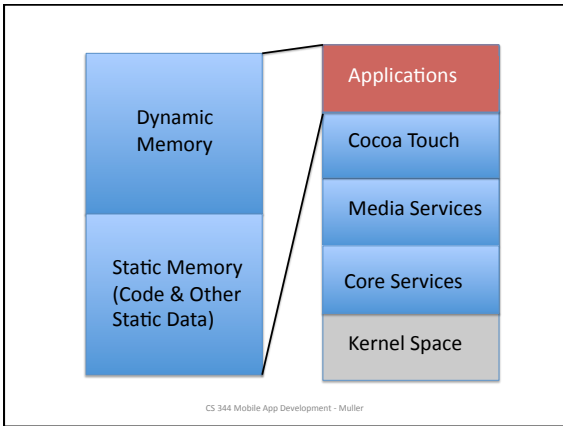 Dynamic
Memory
Static Memory
(Code & Other
Static Data)
Applications
Cocoa Touch
Media Services
Core Services
Kernel Space
CS 344 Mobile App Development - Muller